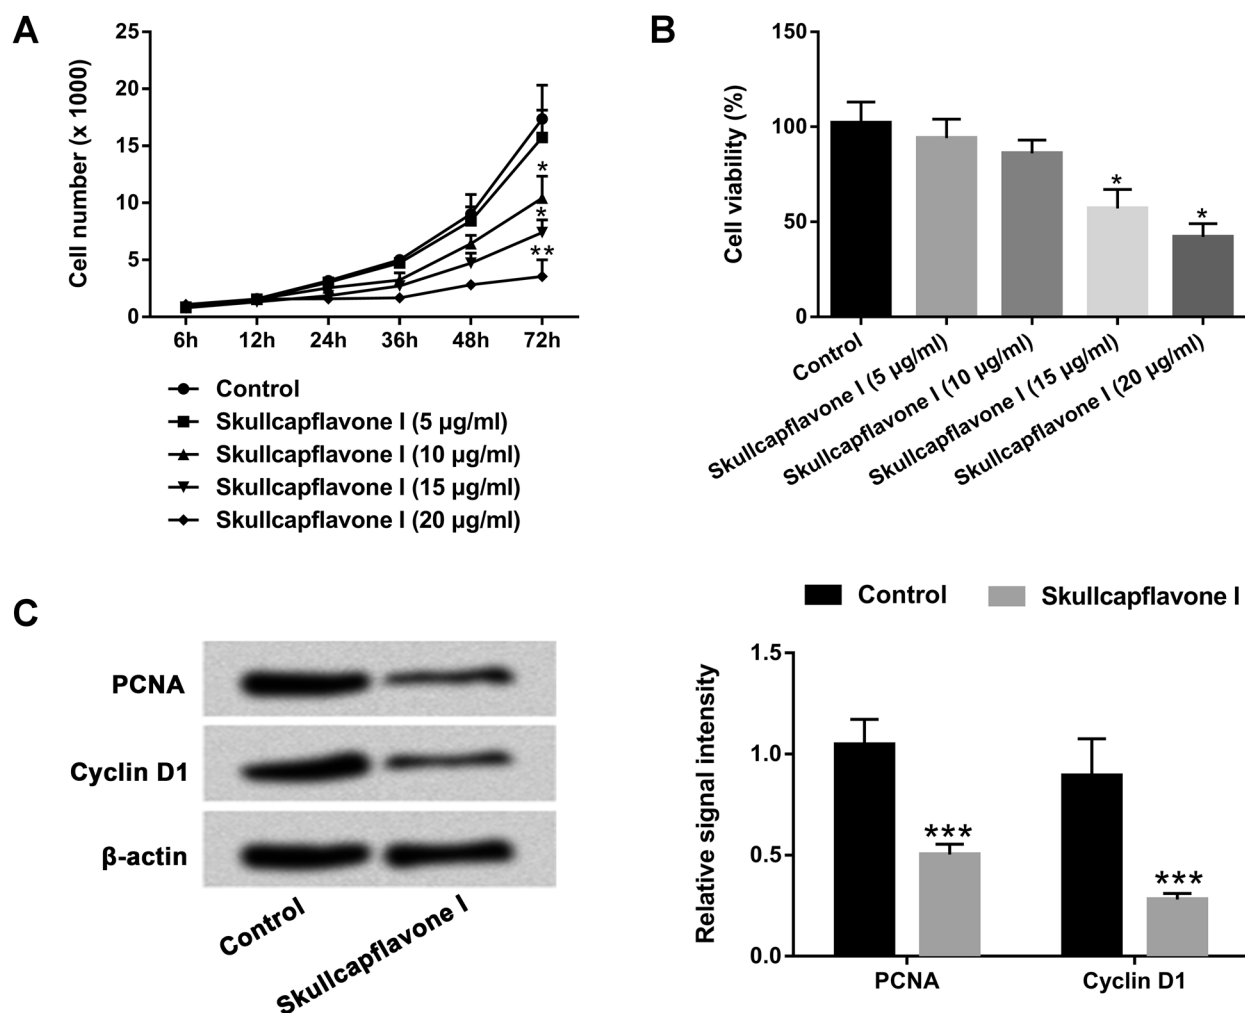 A
Cell number (x 1000)
25
20
15
10
5
0
6h 12h 24h 36h 48h 72h
*
*
**
Control
Skullcapflavone I (5 μg/ml)
Skullcapflavone I (10 μg/ml)
Skullcapflavone I (15 μg/ml)
Skullcapflavone I (20 μg/ml)
B
Cell viability (%)
150
100
50
0
*
*
Control
Skullcapflavone I (5 μg/ml)
Skullcapflavone I (10 μg/ml)
Skullcapflavone I (15 μg/ml)
Skullcapflavone I (20 μg/ml)
C
PCNA
Cyclin D1
β-actin
Control
Skullcapflavone I
Control Skullcapflavone I
Relative signal intensity
1.5
1.0
0.5
0.0
***
***
PCNA Cyclin D1